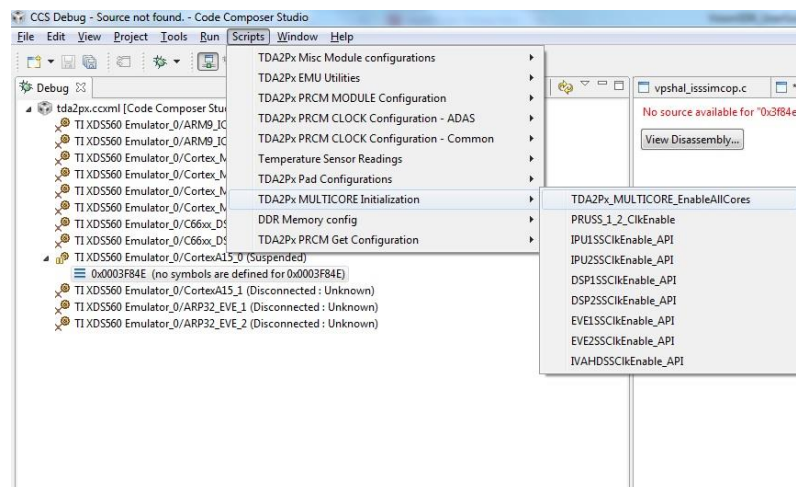 CCS Debug - Source not found. - Code Composer Studio
File Edit View Project Tools Run Scripts Window Help
Debug
vpshal_isssimcop.c
tda2px.ccxml [Code Composer Stu
TI XDS560 Emulator_0/ARM9_IC
TI XDS560 Emulator_0/ARM9_IC
TI XDS560 Emulator_0/Cortex_M
TI XDS560 Emulator_0/Cortex_M
TI XDS560 Emulator_0/Cortex_M
TI XDS560 Emulator_0/Cortex_M
TI XDS560 Emulator_0/C66xx_DS
TI XDS560 Emulator_0/C66xx_DS
TI XDS560 Emulator_0/CortexA15_0 (Suspended)
0x0003F84E (no symbols are defined for 0x0003F84E)
TI XDS560 Emulator_0/CortexA15_1 (Disconnected : Unknown)
TI XDS560 Emulator_0/ARP32_EVE_1 (Disconnected : Unknown)
TI XDS560 Emulator_0/ARP32_EVE_2 (Disconnected : Unknown)
TDA2Px Misc Module configurations
TDA2Px EMU Utilities
TDA2Px PRCM MODULE Configuration
TDA2Px PRCM CLOCK Configuration - ADAS
TDA2Px PRCM CLOCK Configuration - Common
Temperature Sensor Readings
TDA2Px Pad Configurations
TDA2Px MULTICORE Initialization
DDR Memory config
TDA2Px PRCM Get Configuration
TDA2Px_MULTICORE_EnableAllCores
PRUSS_1_2_ClkEnable
IPU1SSClkEnable_API
IPU2SSClkEnable_API
DSP1SSClkEnable_API
DSP2SSClkEnable_API
EVE1SSClkEnable_API
EVE2SSClkEnable_API
IVAHDSSClkEnable_API
No source available for "0x3f84e
View Disassembly...